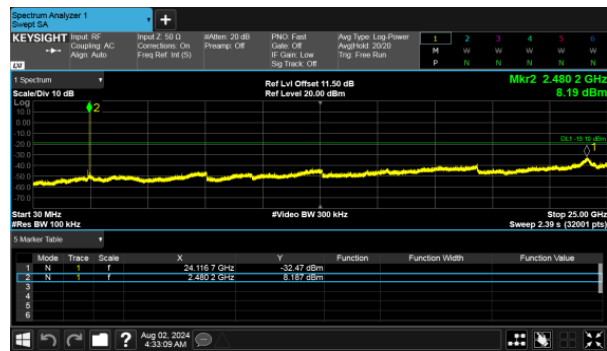 Spectrum Analyzer 1
Swept SA
+
KEYSIGHT Input: RF Input Z: 50 Ω #Atten: 20 dB PNO: Fast Avg Type: Log-Power 1 2 3 4 5 6
Coupling: AC Corrections: On Preamp: Off Gate: Off Avg|Hold: 20/20 M W W W W W
Align: Auto Freq Ref: Int (S) IF Gain: Low Trig: Free Run
Sig Track: Off P N N N N N
LXI
1 Spectrum Ref Lvl Offset 11.50 dB Mkr2 2.480 2 GHz
Scale/Div 10 dB Ref Level 20.00 dBm 8.19 dBm
Log
10.0 2
0.00
-10.0
-20.0 DL1 -19.10 dBm
-30.0 1
-40.0
-50.0
-60.0
-70.0
Start 30 MHz #Video BW 300 kHz Stop 25.00 GHz
#Res BW 100 kHz Sweep 2.39 s (32001 pts)
5 Marker Table
Mode Trace Scale X Y Function Function Width Function Value
1 N 1 f 24.116 7 GHz -32.47 dBm
2 N 1 f 2.480 2 GHz 8.187 dBm
3
4
5
6
? Aug 02, 2024
4:33:09 AM